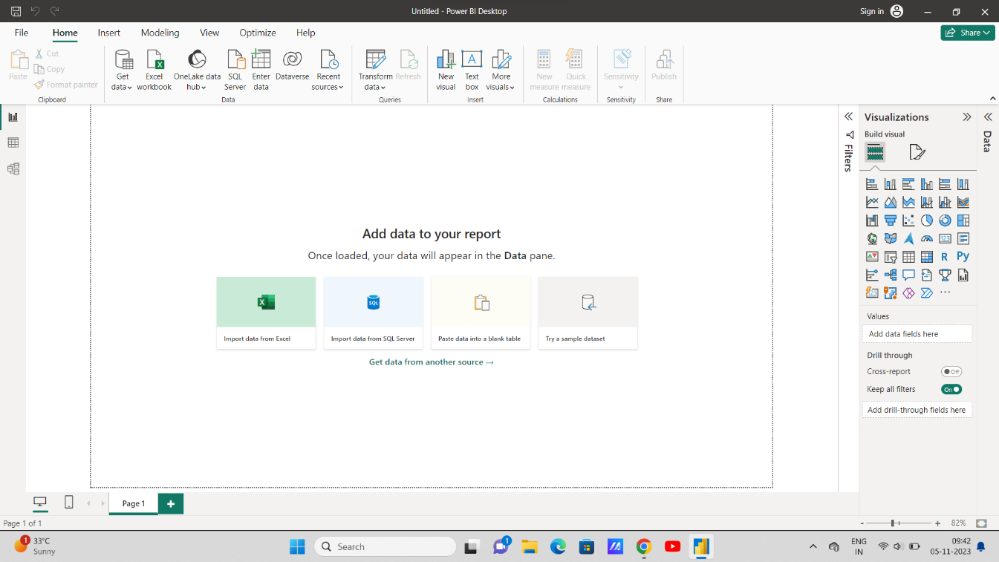 Untitled - Power BI Desktop
Sign in
File Home Insert Modeling View Optimize Help
Share
Paste
Cut
Copy
Format painter
Clipboard
Get data
Excel workbook
OneLake data hub
SQL Server
Enter data
Dataverse
Recent sources
Data
Transform data
Refresh
Queries
New visual
Text box
More visuals
Insert
New measure
Quick measure
Calculations
Sensitivity
Sensitivity
Publish
Share
Filters
Visualizations
Build visual
Data
123
R
Py
123
Values
Add data fields here
Drill through
Cross-report
Off
Keep all filters
On
Add drill-through fields here
Add data to your report
Once loaded, your data will appear in the Data pane.
SQL
Import data from Excel
Import data from SQL Server
Paste data into a blank table
Try a sample dataset
Get data from another source →
Page 1
Page 1 of 1
- + 82%
1
33°C
Sunny
Search
1
ENG
IN
09:42
05-11-2023